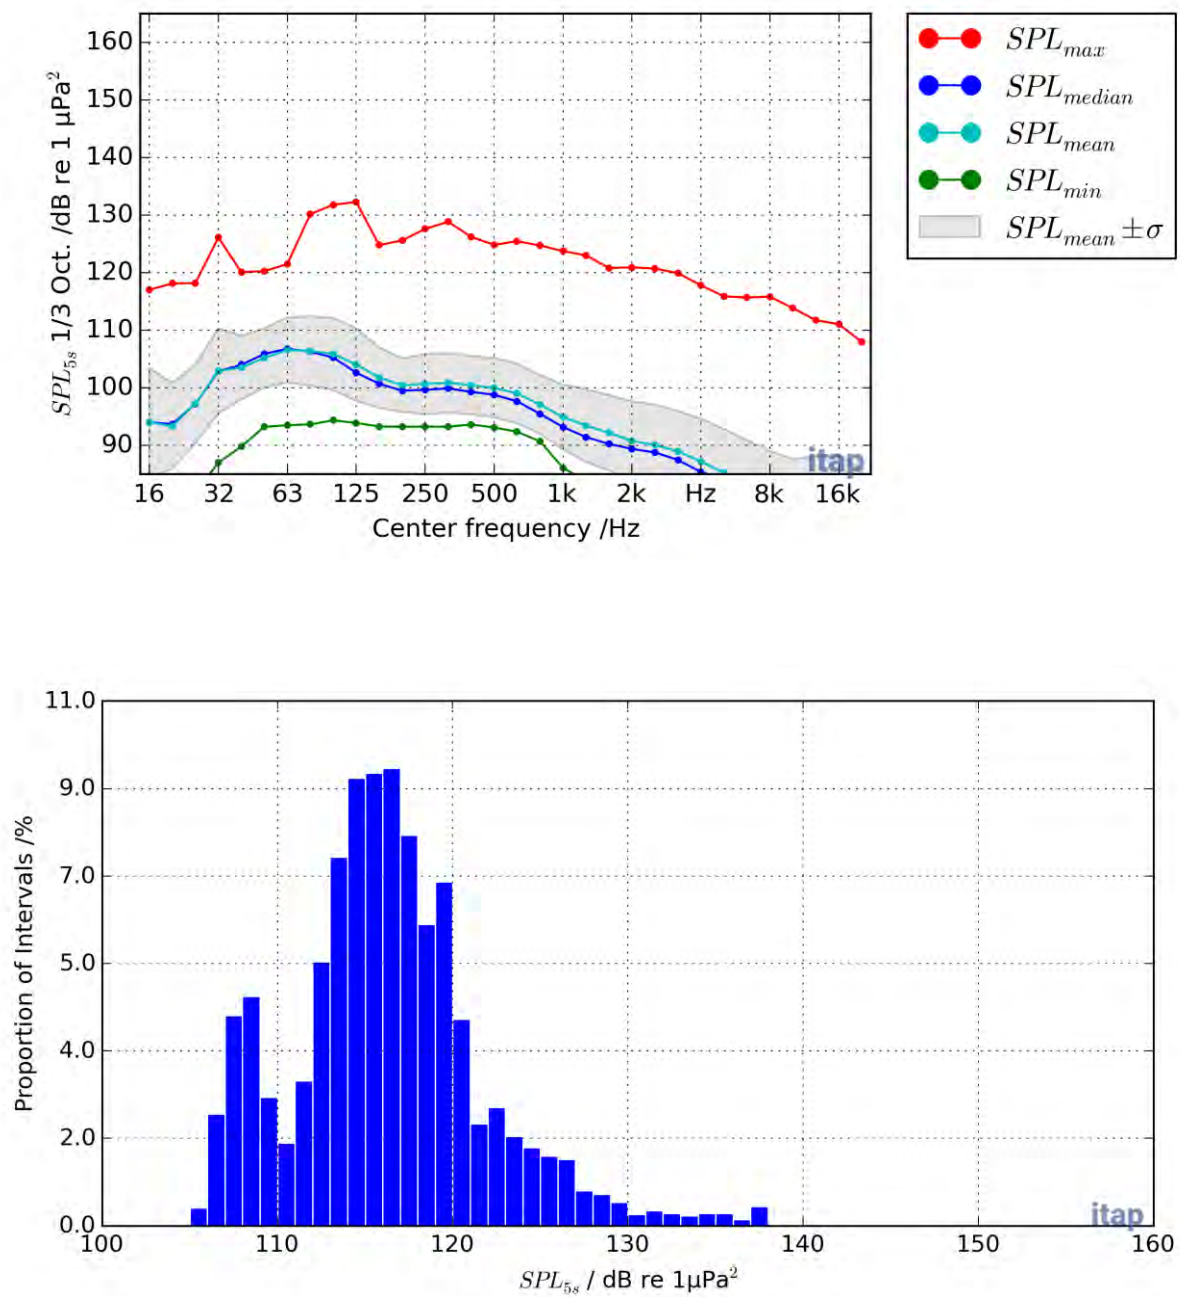 160
150
140
130
120
110
100
90
SPL5s 1/3 Oct. /dB re 1 µPa²
16 32 63 125 250 500 1k 2k Hz 8k 16k
Center frequency /Hz
itap
SPLmax
SPLmedian
SPLmean
SPLmin
SPLmean ±σ
11.0
9.0
7.0
5.0
4.0
2.0
0.0
Proportion of Intervals /%
100 110 120 130 140 150 160
SPL5s / dB re 1µPa²
itap